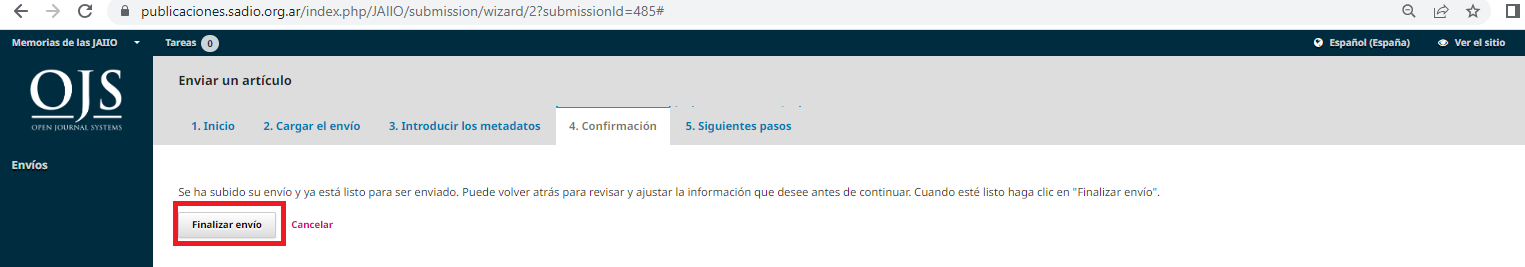 publicaciones.sadio.org.ar/index.php/JAIIO/submission/wizard/2?submissionId=485#
Memorias de las JAIIO Tareas 0 Español (España) Ver el sitio
OJS
OPEN JOURNAL SYSTEMS
Envíos
Enviar un artículo
1. Inicio 2. Cargar el envío 3. Introducir los metadatos 4. Confirmación 5. Siguientes pasos
Se ha subido su envío y ya está listo para ser enviado. Puede volver atrás para revisar y ajustar la información que desee antes de continuar. Cuando esté listo haga clic en "Finalizar envío".
Finalizar envío Cancelar